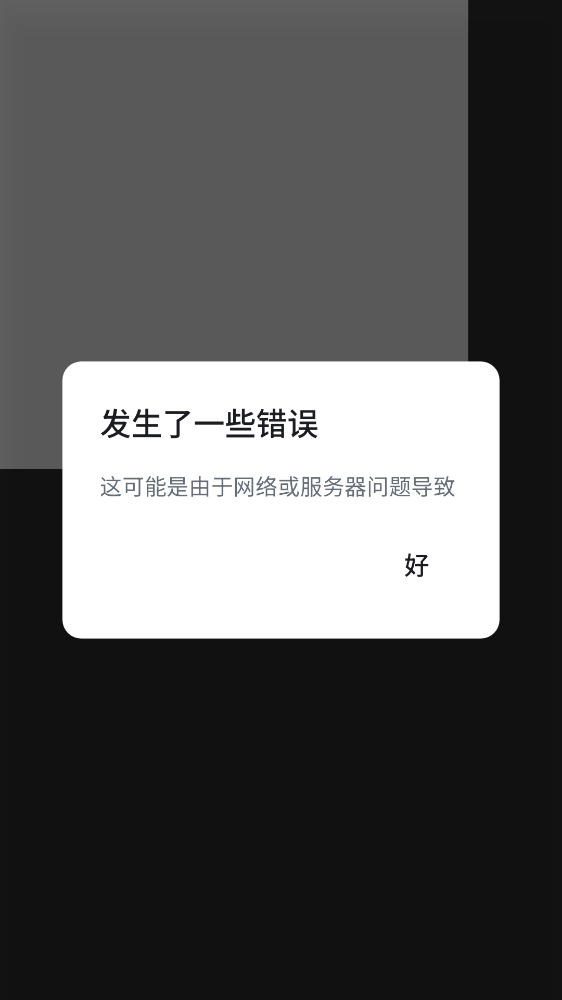 发生了一些错误
这可能是由于网络或服务器问题导致
好